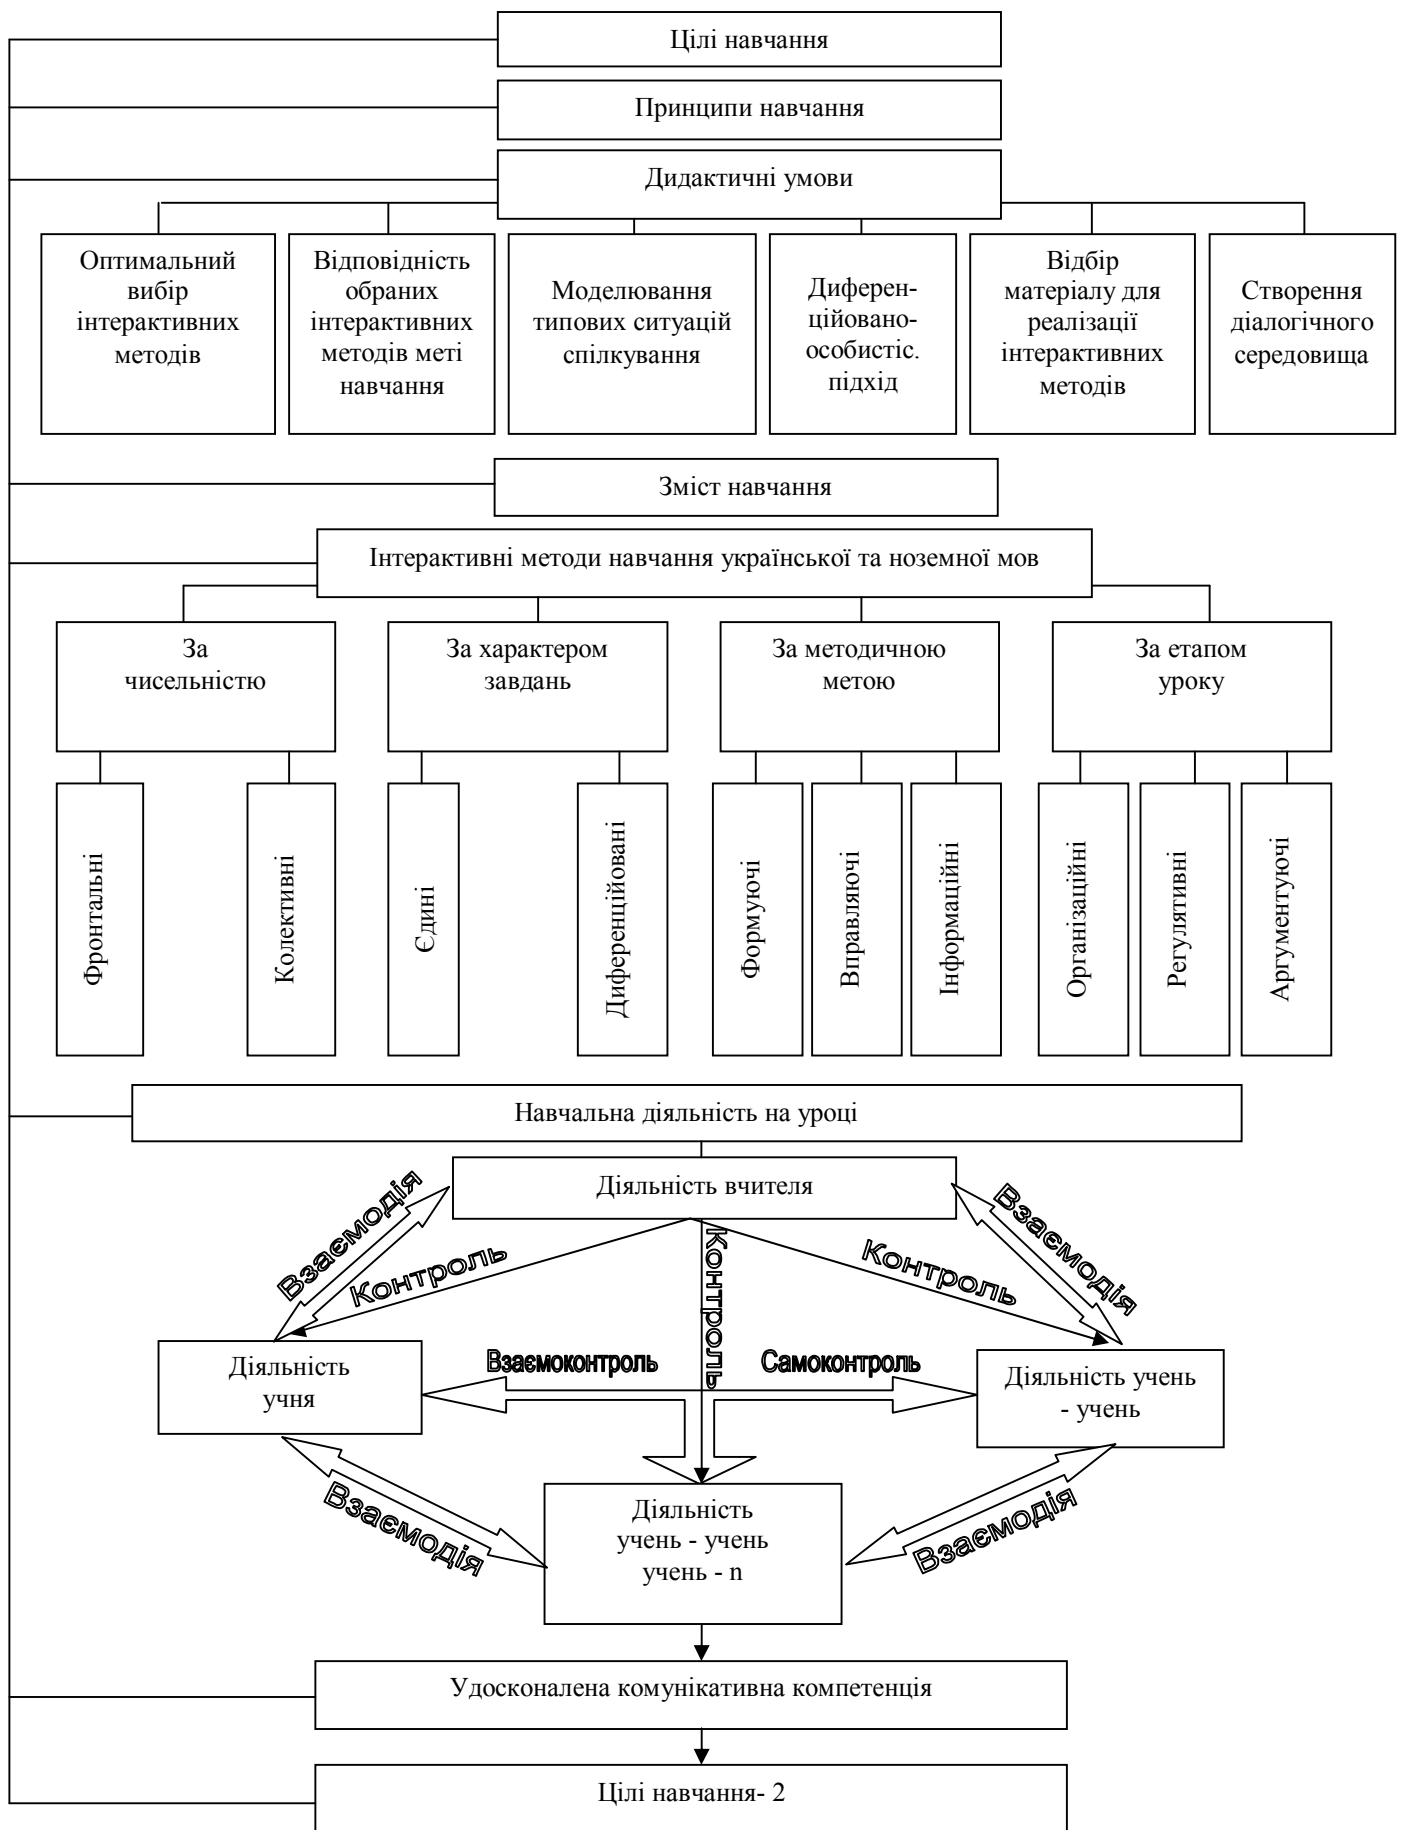 Цілі навчання
Принципи навчання
Дидактичні умови
Оптимальний
вибір
інтерактивних
методів
Відповідність
обраних
інтерактивних
методів меті
навчання
Моделювання
типових ситуацій
спілкування
Диферен-
ційовано-
особистіс.
підхід
Відбір
матеріалу для
реалізації
інтерактивних
методів
Створення
діалогічного
середовища
Зміст навчання
Інтерактивні методи навчання української та ноземної мов
За
чисельністю
За характером
завдань
За методичною
метою
За етапом
уроку
Фронтальні
Колективні
Єдині
Диференційовані
Формуючі
Вправляючі
Інформаційні
Організаційні
Регулятивні
Аргументуючі
Навчальна діяльність на уроці
Діяльність вчителя
Взаємодія
Контроль
Контроль
Контроль
Взаємодія
Діяльність
учня
Взаємоконтроль
Самоконтроль
Діяльність учень
- учень
Взаємодія
Діяльність
учень - учень
учень - n
Взаємодія
Удосконалена комунікативна компетенція
Цілі навчання- 2